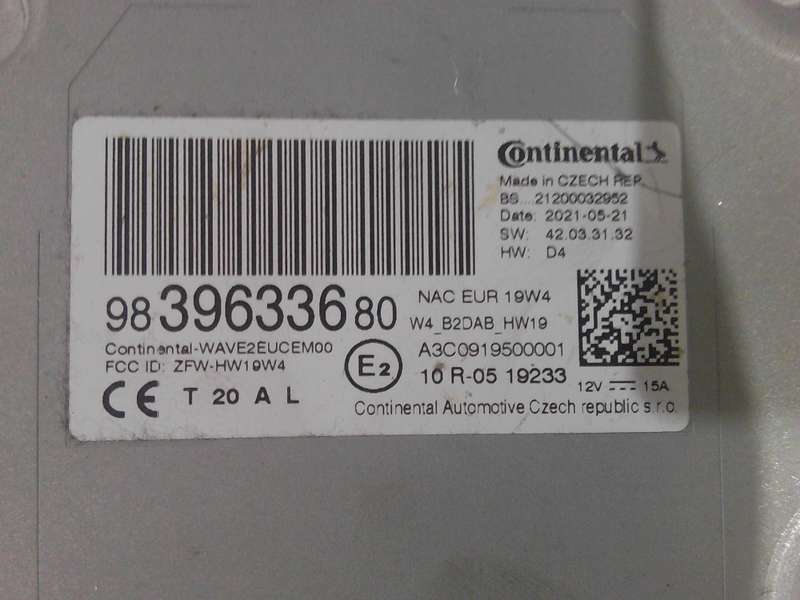 Continental
Made in CZECH REP.
BS...21200032952
Date: 2021-05-21
SW: 42.03.31.32
HW: D4
98 396336 80
NAC EUR 19W4
W4_B2DAB_HW19
Continental-WAVE2EUCEM00
A3C0919500001
FCC ID: ZFW-HW19W4
E2
10 R-05 19233
12V 15A
CE T 20 A L
Continental Automotive Czech republic s.r.o.